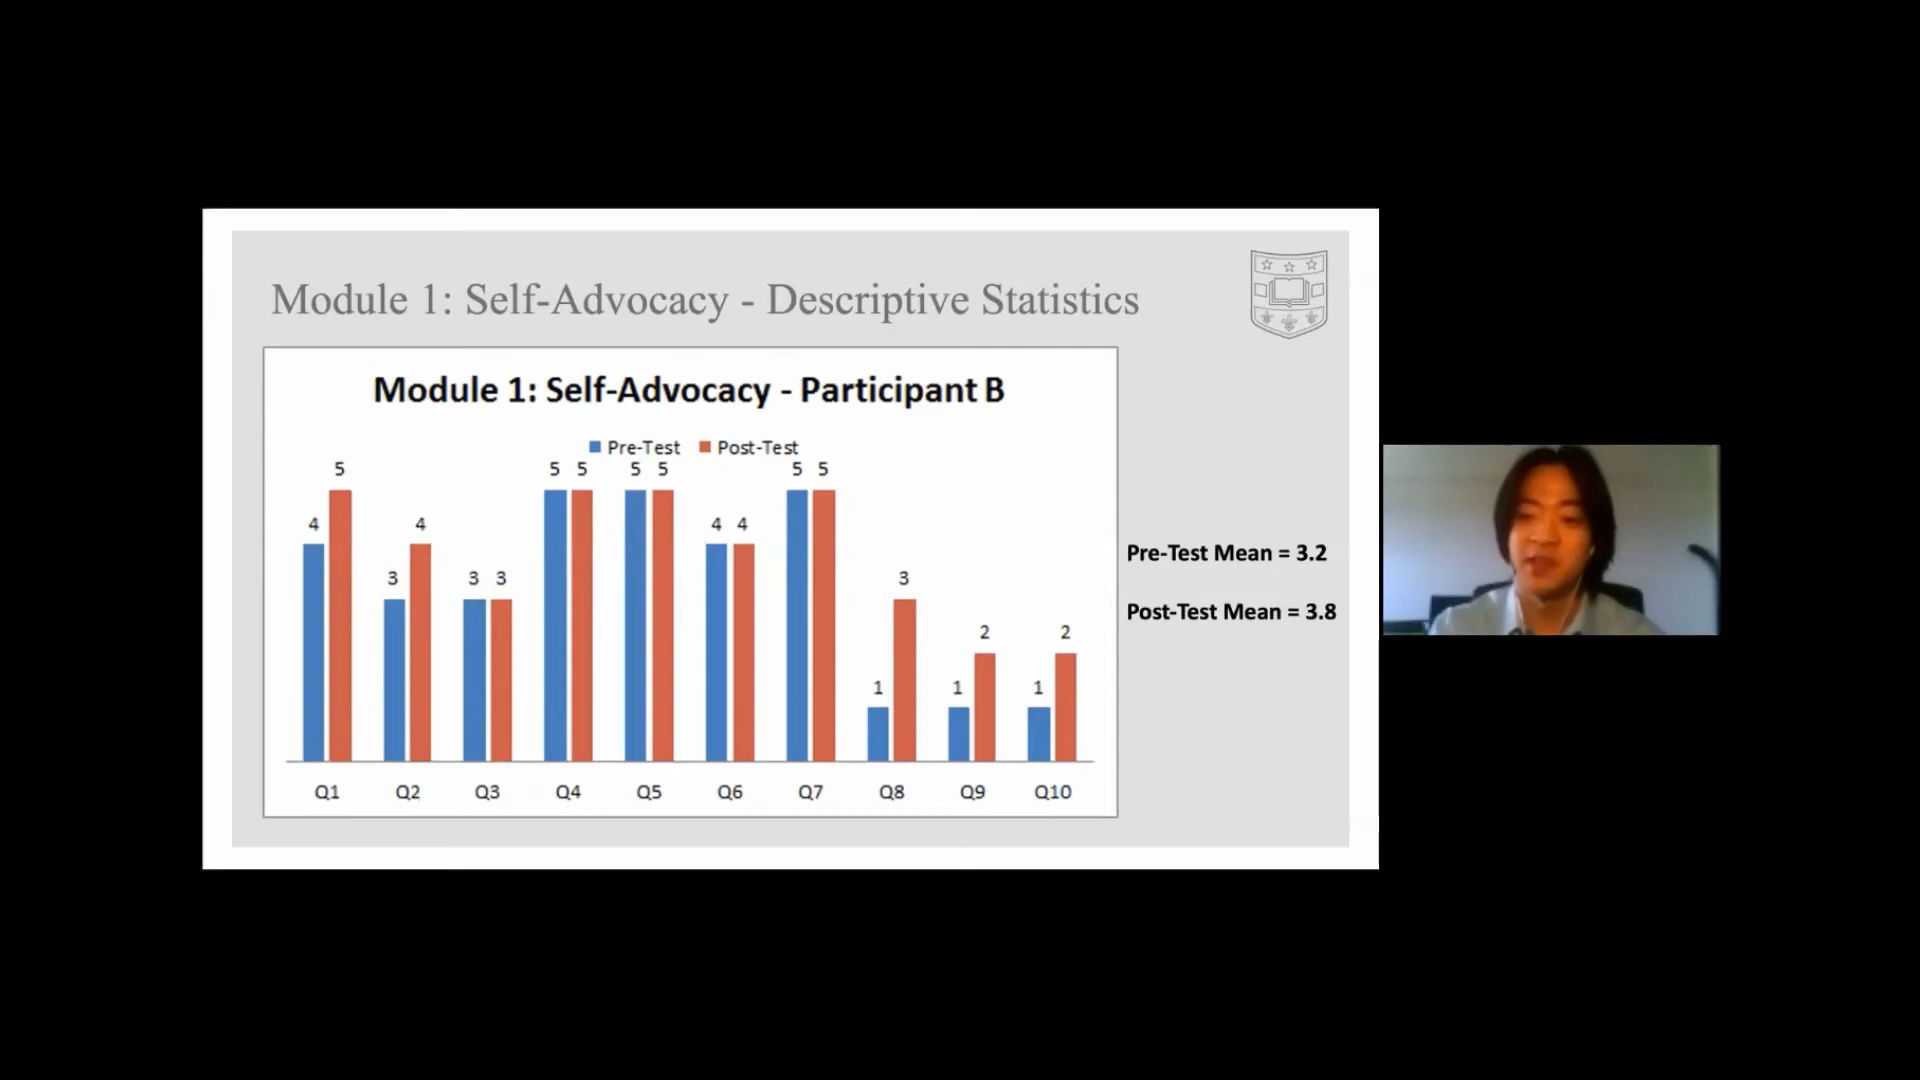 Module 1: Self-Advocacy - Descriptive Statistics
Module 1: Self-Advocacy - Participant B
Pre-Test Post-Test
5 5 5 5 5 5 5
4 4 4 4
3 3 3 3
2 2
1 1 1
Q1 Q2 Q3 Q4 Q5 Q6 Q7 Q8 Q9 Q10
Pre-Test Mean = 3.2
Post-Test Mean = 3.8